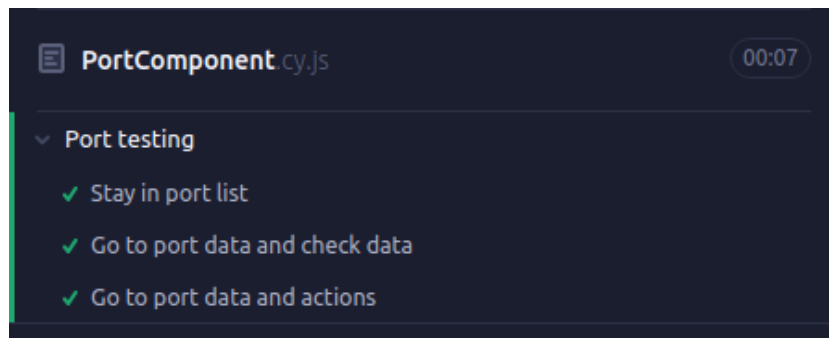 PortComponent.cy.js 00:07
Port testing
Stay in port list
Go to port data and check data
Go to port data and actions